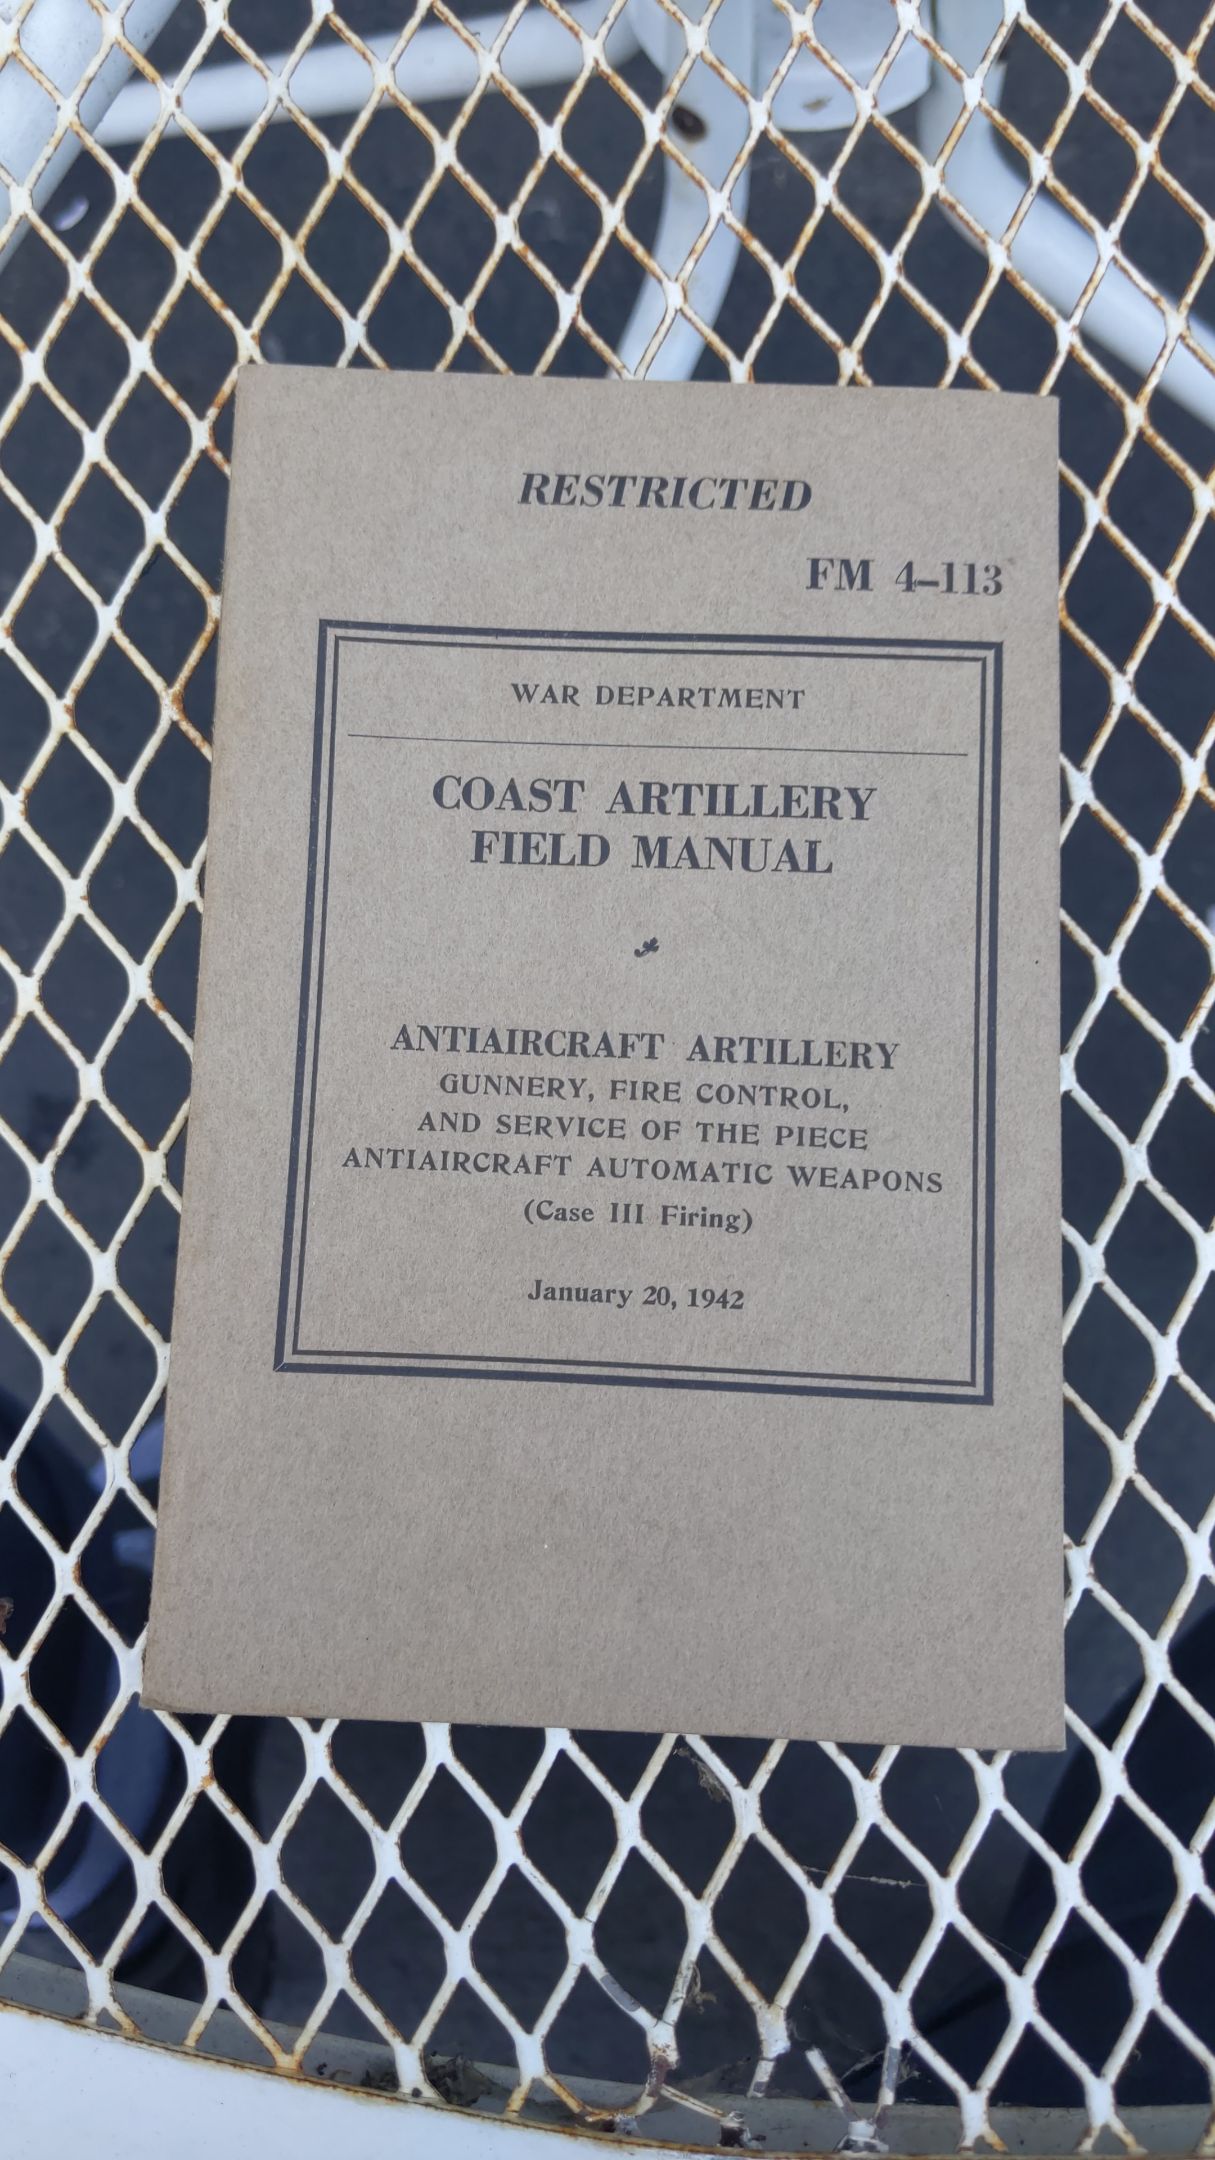 RESTRICTED
FM 4–113
WAR DEPARTMENT
COAST ARTILLERY
FIELD MANUAL
ANTIAIRCRAFT ARTILLERY
GUNNERY, FIRE CONTROL,
AND SERVICE OF THE PIECE
ANTIAIRCRAFT AUTOMATIC WEAPONS
(Case III Firing)
January 20, 1942